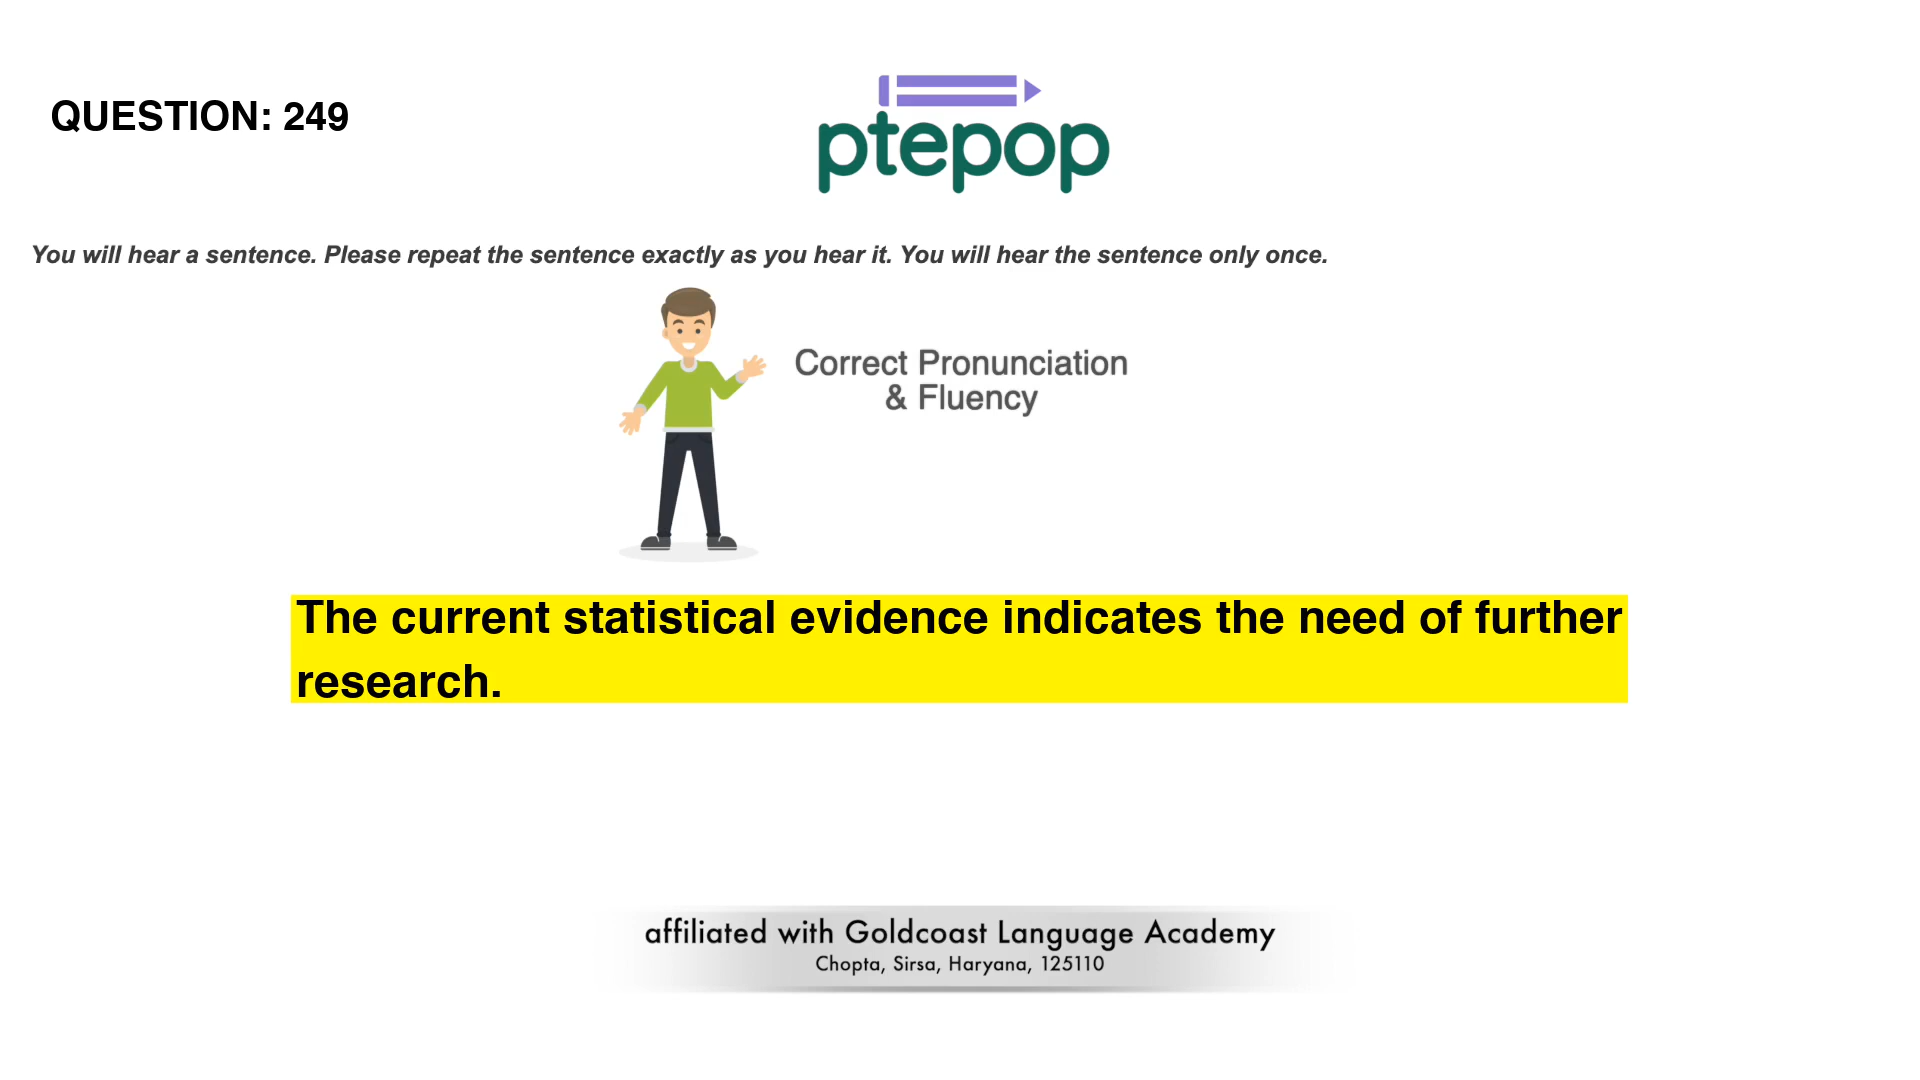 QUESTION: 249
ptepop
You will hear a sentence. Please repeat the sentence exactly as you hear it. You will hear the sentence only once.
Correct Pronunciation
& Fluency
The current statistical evidence indicates the need of further
research.
affiliated with Goldcoast Language Academy
Chopta, Sirsa, Haryana, 125110